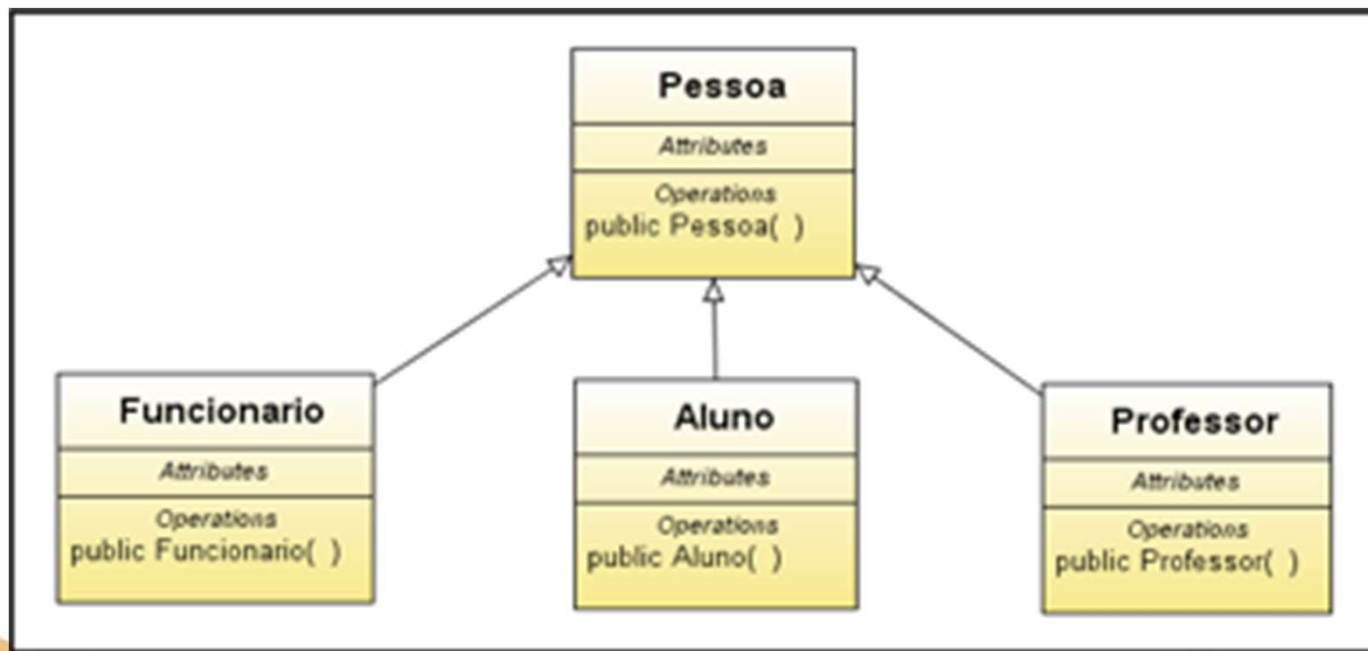 Pessoa
Attributes
Operations
public Pessoa( )
Funcionario
Attributes
Operations
public Funcionario( )
Aluno
Attributes
Operations
public Aluno( )
Professor
Attributes
Operations
public Professor( )